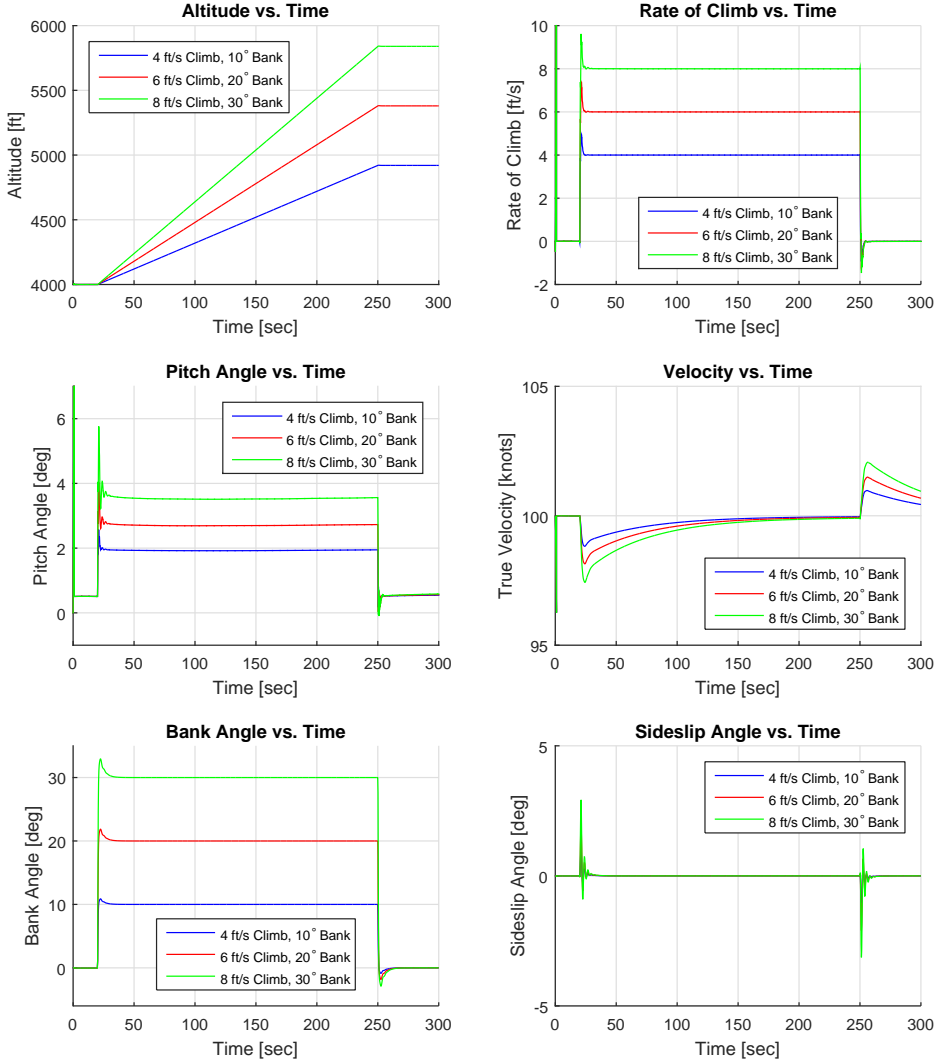 Altitude vs. Time
6000
5500
5000
4500
4000
Altitude [ft]
4 ft/s Climb, 10° Bank
6 ft/s Climb, 20° Bank
8 ft/s Climb, 30° Bank
0 50 100 150 200 250 300
Time [sec]
Rate of Climb vs. Time
10
8
6
4
2
0
-2
Rate of Climb [ft/s]
4 ft/s Climb, 10° Bank
6 ft/s Climb, 20° Bank
8 ft/s Climb, 30° Bank
0 50 100 150 200 250 300
Time [sec]
Pitch Angle vs. Time
6
4
2
0
Pitch Angle [deg]
4 ft/s Climb, 10° Bank
6 ft/s Climb, 20° Bank
8 ft/s Climb, 30° Bank
0 50 100 150 200 250 300
Time [sec]
Velocity vs. Time
105
100
95
True Velocity [knots]
4 ft/s Climb, 10° Bank
6 ft/s Climb, 20° Bank
8 ft/s Climb, 30° Bank
0 50 100 150 200 250 300
Time [sec]
Bank Angle vs. Time
30
20
10
0
Bank Angle [deg]
4 ft/s Climb, 10° Bank
6 ft/s Climb, 20° Bank
8 ft/s Climb, 30° Bank
0 50 100 150 200 250 300
Time [sec]
Sideslip Angle vs. Time
5
0
-5
Sideslip Angle [deg]
4 ft/s Climb, 10° Bank
6 ft/s Climb, 20° Bank
8 ft/s Climb, 30° Bank
0 50 100 150 200 250 300
Time [sec]